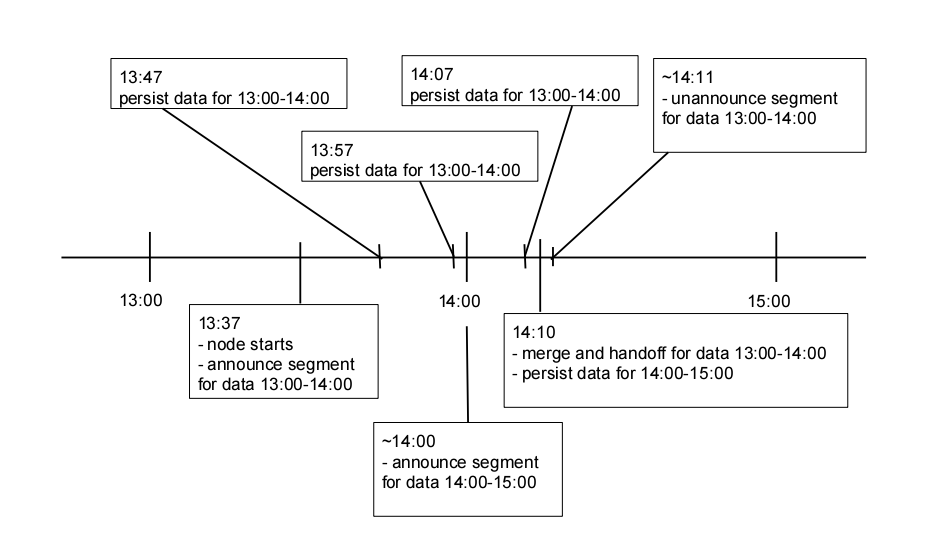 13:47
persist data for 13:00-14:00
14:07
persist data for 13:00-14:00
~14:11
- unannounce segment
for data 13:00-14:00
13:57
persist data for 13:00-14:00
13:00
14:00
15:00
13:37
- node starts
- announce segment
for data 13:00-14:00
14:10
- merge and handoff for data 13:00-14:00
- persist data for 14:00-15:00
~14:00
- announce segment
for data 14:00-15:00